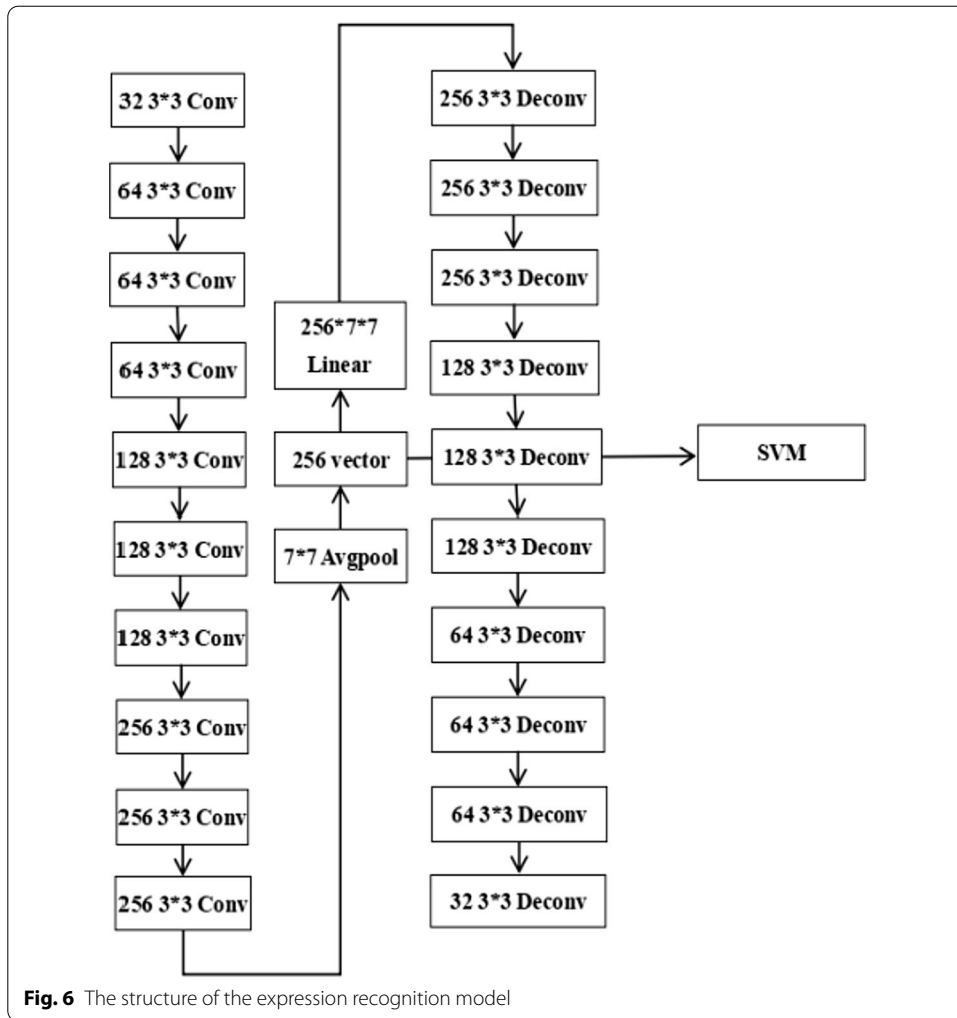 32 3*3 Conv
64 3*3 Conv
64 3*3 Conv
64 3*3 Conv
128 3*3 Conv
128 3*3 Conv
128 3*3 Conv
256 3*3 Conv
256 3*3 Conv
256 3*3 Conv
7*7 Avgpool
256 vector
256*7*7
Linear
256 3*3 Deconv
256 3*3 Deconv
256 3*3 Deconv
128 3*3 Deconv
128 3*3 Deconv
128 3*3 Deconv
64 3*3 Deconv
64 3*3 Deconv
64 3*3 Deconv
32 3*3 Deconv
SVM
Fig. 6 The structure of the expression recognition model